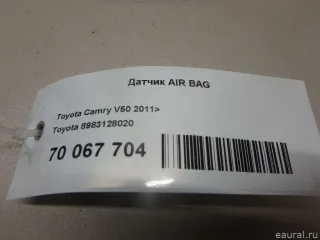 Датчик AIR BAG
Toyota Camry V50 2011>
Toyota 8983128020
70 067 704
eaural.ru